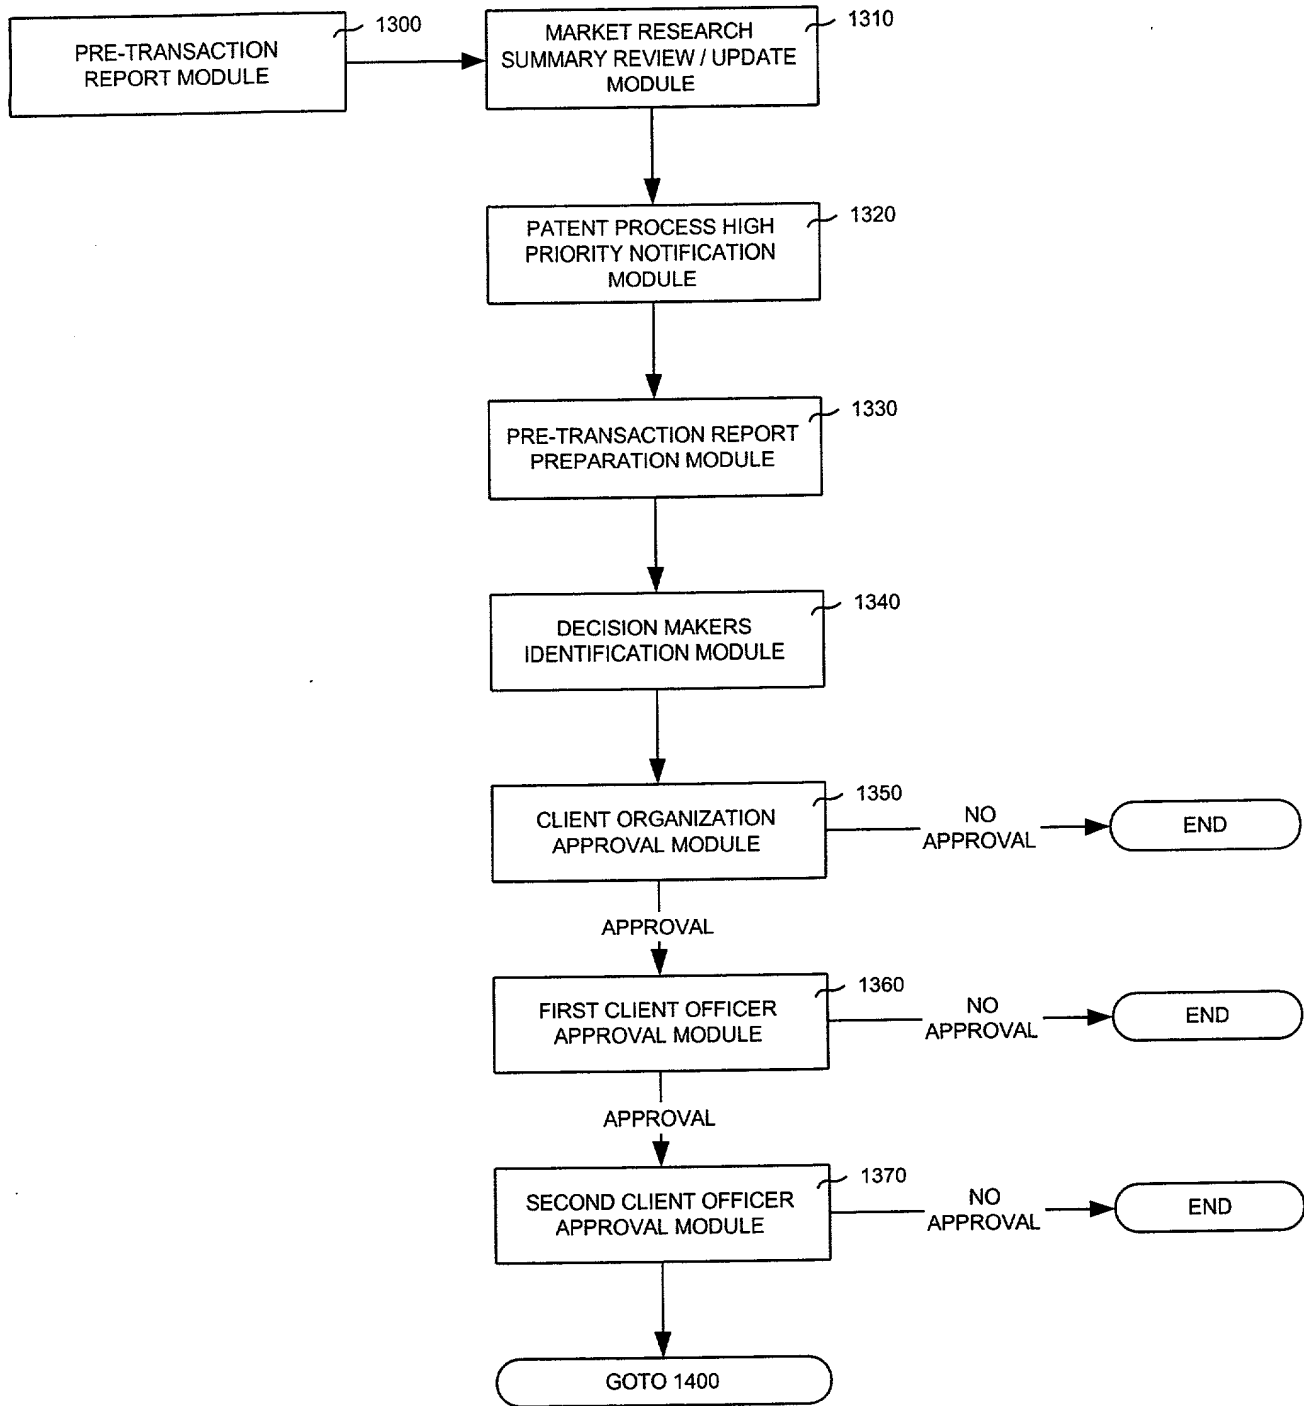 PRE-TRANSACTION
REPORT MODULE
1300
MARKET RESEARCH
SUMMARY REVIEW / UPDATE
MODULE
1310
PATENT PROCESS HIGH
PRIORITY NOTIFICATION
MODULE
1320
PRE-TRANSACTION REPORT
PREPARATION MODULE
1330
DECISION MAKERS
IDENTIFICATION MODULE
1340
CLIENT ORGANIZATION
APPROVAL MODULE
1350
NO
APPROVAL
END
APPROVAL
FIRST CLIENT OFFICER
APPROVAL MODULE
1360
NO
APPROVAL
END
APPROVAL
SECOND CLIENT OFFICER
APPROVAL MODULE
1370
NO
APPROVAL
END
GOTO 1400